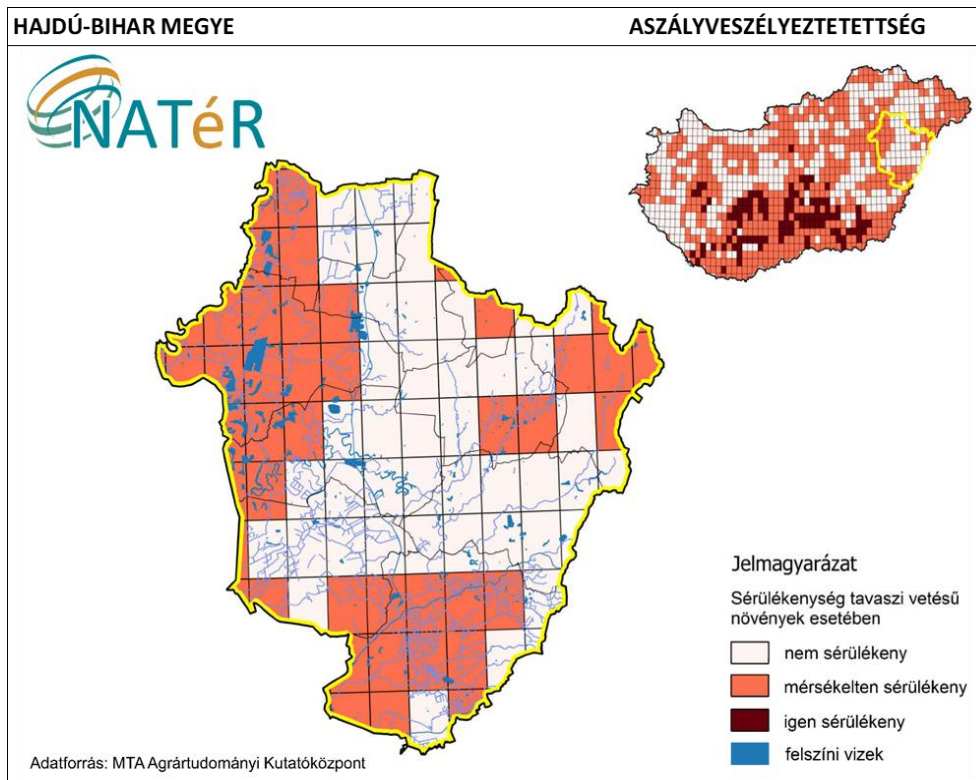 HAJDÚ-BIHAR MEGYE
ASZÁLYVESZÉLYEZTETETTSÉG
NATéR
Jelmagyarázat
Sérülékenység tavaszi vetésű
növények esetében
nem sérülékeny
mérsékelten sérülékeny
igen sérülékeny
felszíni vizek
Adatforrás: MTA Agrártudományi Kutatóközpont